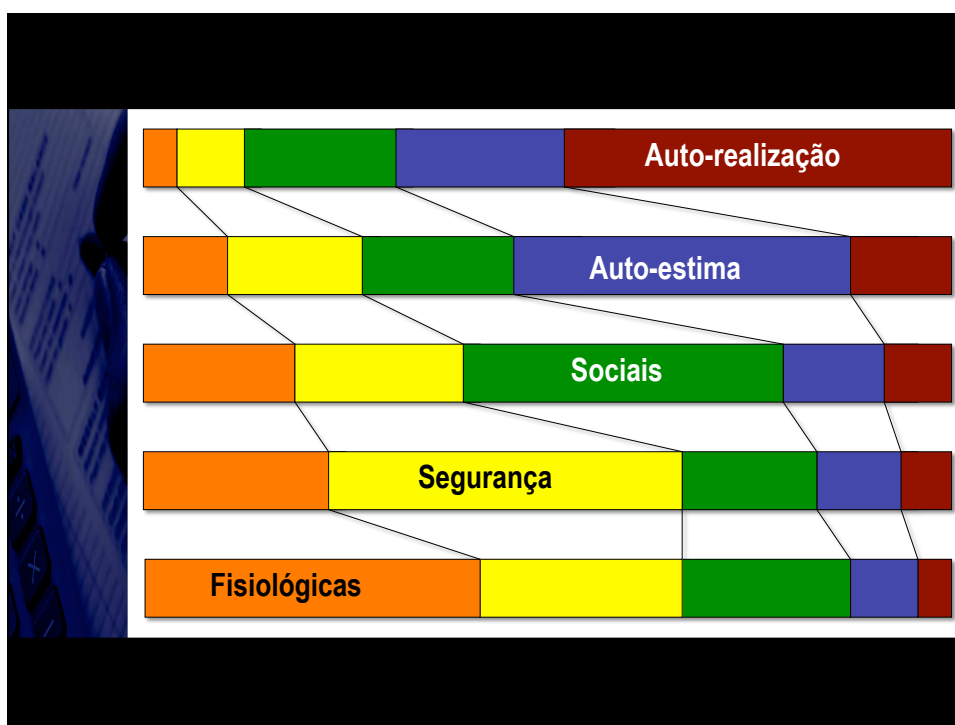 Auto-realização
Auto-estima
Sociais
Segurança
Fisiológicas